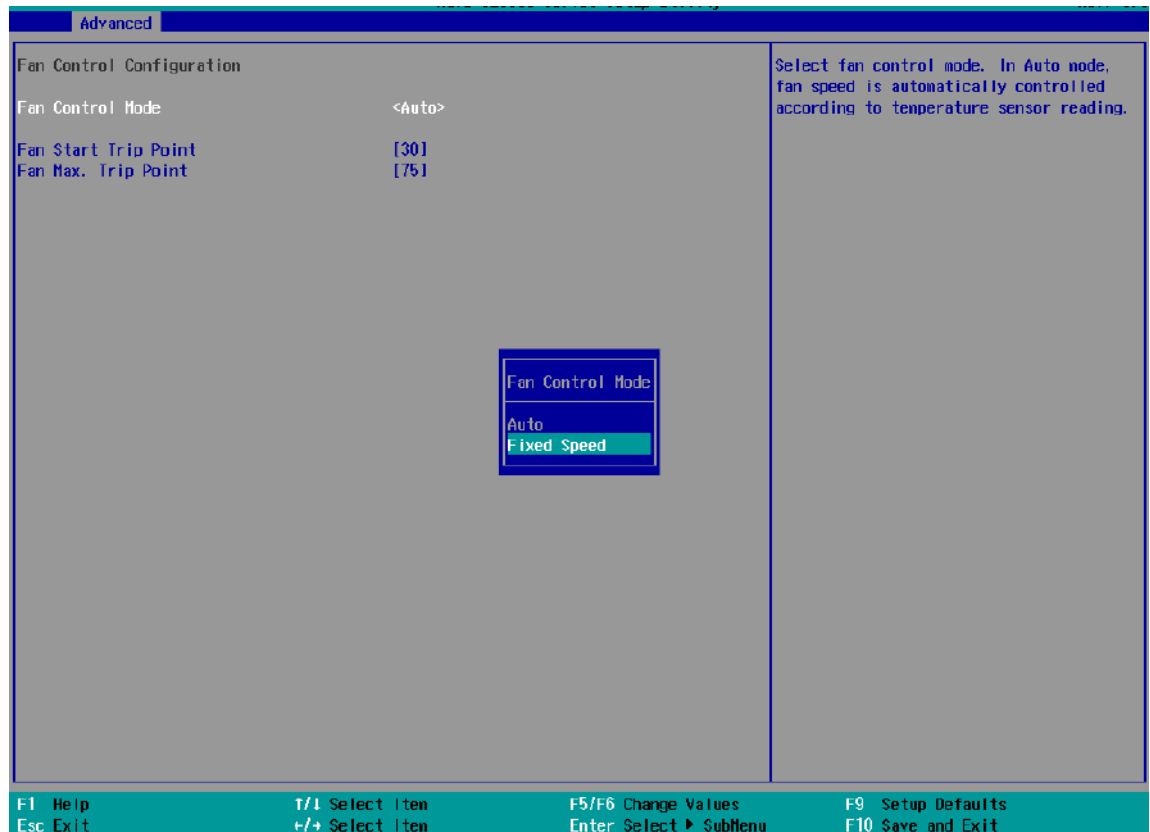 Advanced
Fan Control Configuration
Fan Control Mode <Auto>
Fan Start Trip Point [30]
Fan Max. Trip Point [75]
Select fan control mode. In Auto mode,
fan speed is automatically controlled
according to temperature sensor reading.
Fan Control Mode
Auto
Fixed Speed
F1 Help ↑/↓ Select Item F5/F6 Change Values F9 Setup Defaults
Esc Exit ←/→ Select Item Enter Select ▶ SubMenu F10 Save and Exit